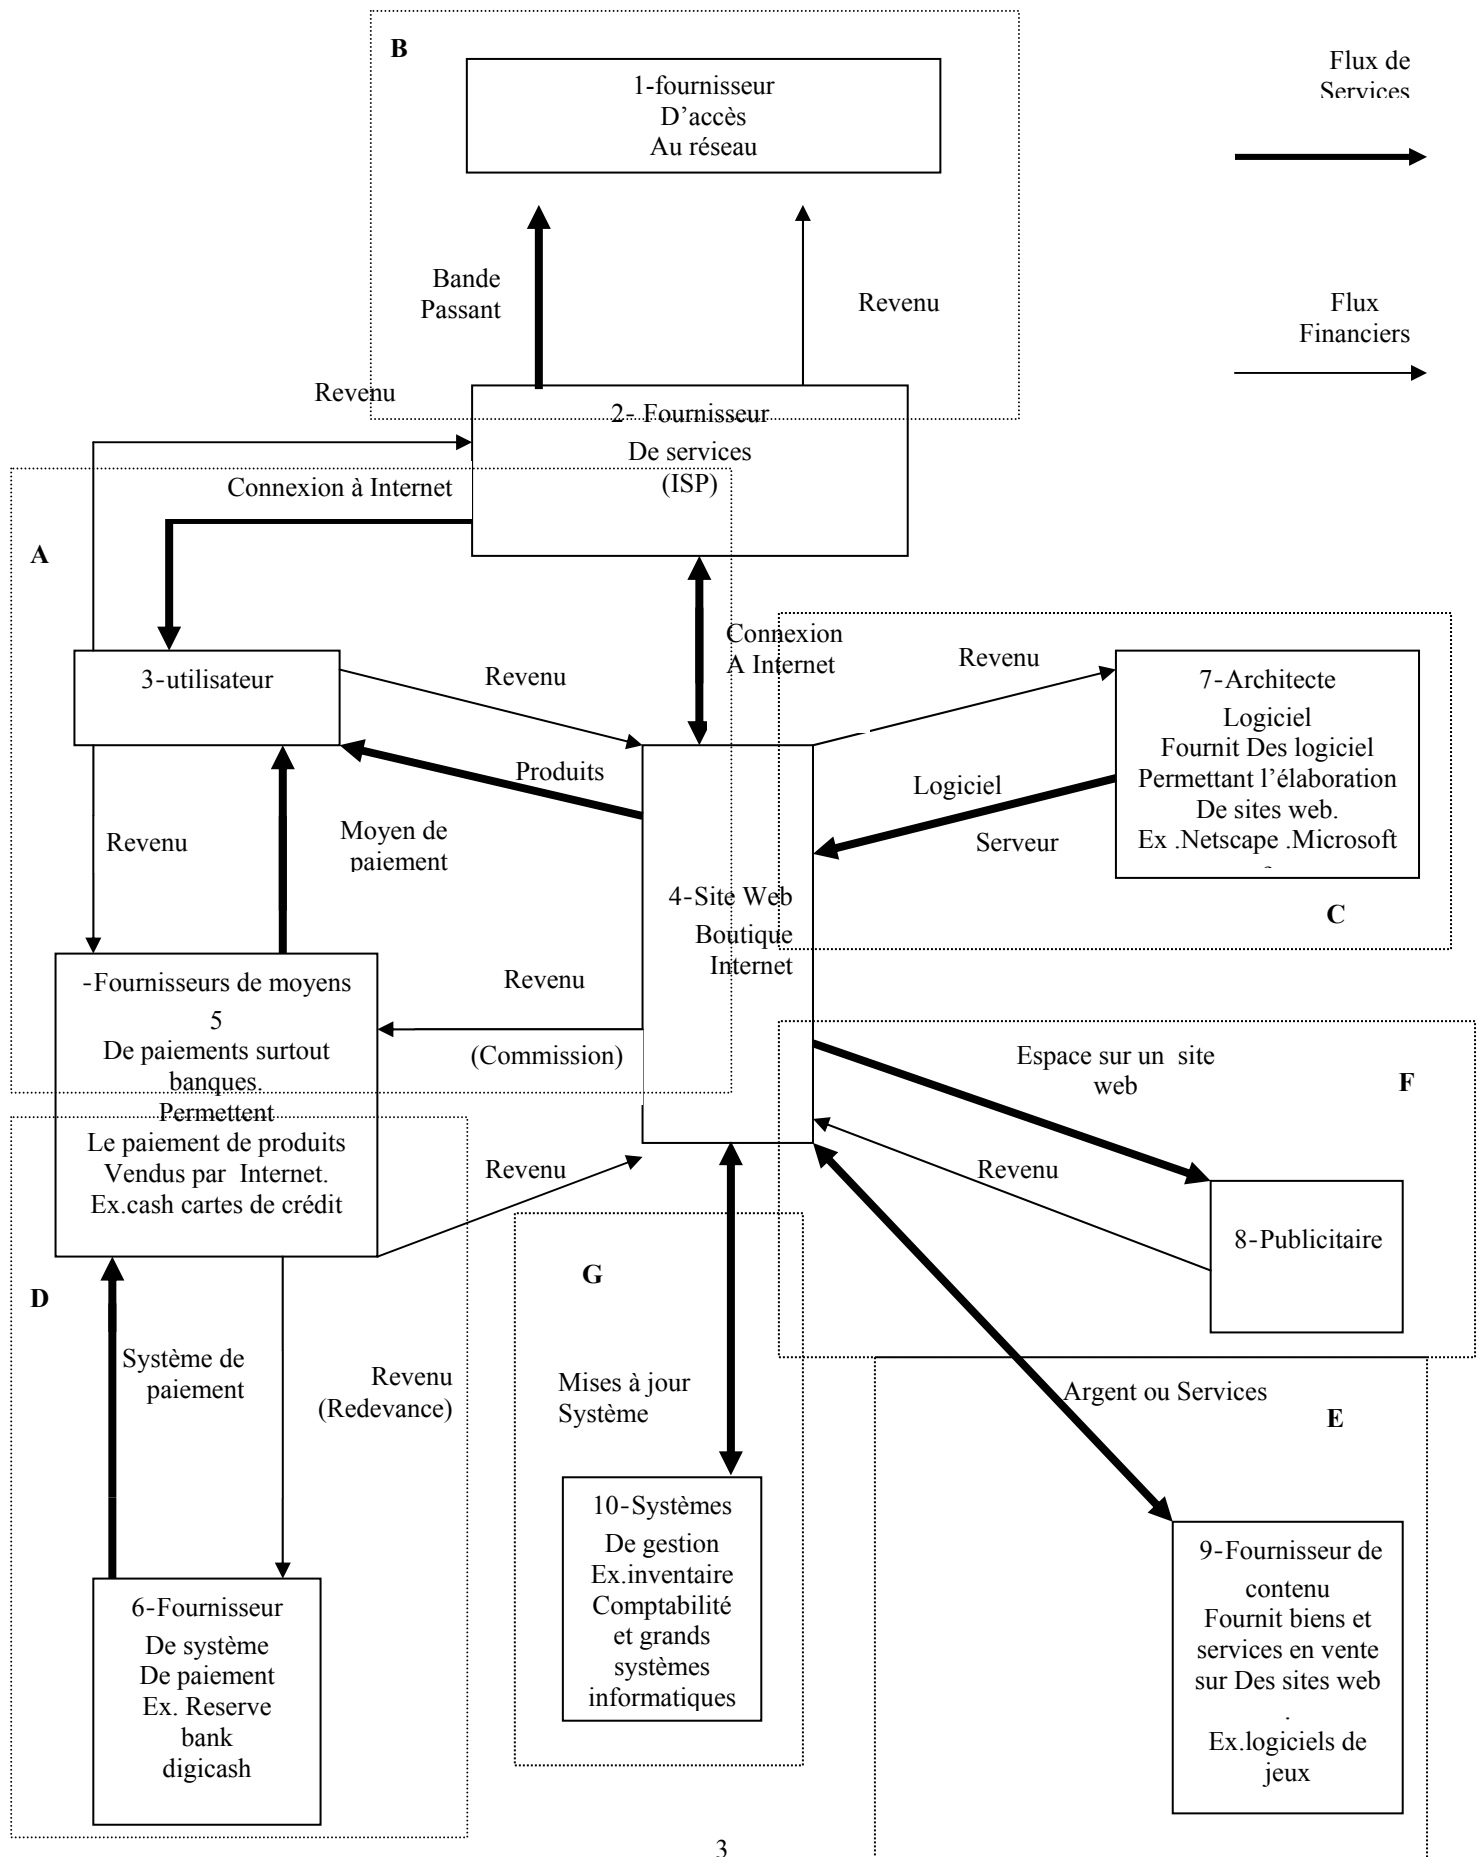 B
1-fournisseur
D’accès
Au réseau
Flux de
Services
Bande
Passant
Revenu
Flux
Financiers
Revenu
2- Fournisseur
De services
(ISP)
Connexion à Internet
A
Connexion
A Internet
3-utilisateur
Revenu
Revenu
7-Architecte
Logiciel
Fournit Des logiciel
Permettant l’élaboration
De sites web.
Ex .Netscape .Microsoft
Produits
Logiciel
Serveur
Revenu
Moyen de
paiement
4-Site Web
Boutique
Internet
C
-Fournisseurs de moyens
5
De paiements surtout
banques.
Permettent
Le paiement de produits
Vendus par Internet.
Ex.cash cartes de crédit
Revenu
(Commission)
Espace sur un site
web
F
Revenu
Revenu
8-Publicitaire
D
G
Système de
paiement
Revenu
(Redevance)
Mises à jour
Système
Argent ou Services
E
10-Systèmes
De gestion
Ex.inventaire
Comptabilité
et grands
systèmes
informatiques
9-Fournisseur de
contenu
Fournit biens et
services en vente
sur Des sites web
.
Ex.logiciels de
jeux
6-Fournisseur
De système
De paiement
Ex. Reserve
bank
digicash
3